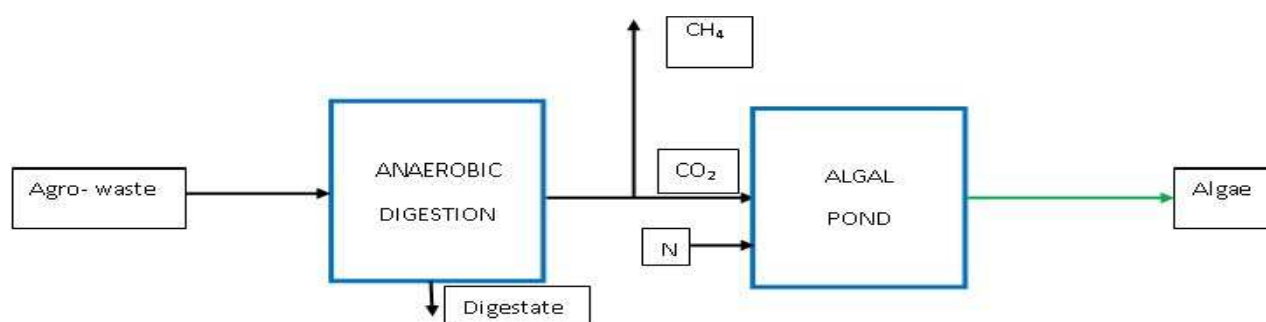 CH₄
Agro- waste
ANAEROBIC
DIGESTION
CO₂
N
ALGAL
POND
Algae
Digestate